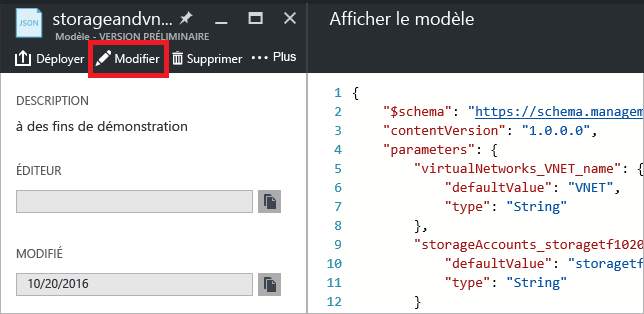 JSON
storageandvn...
Modèle - VERSION PRÉLIMINAIRE
Déployer Modifier Supprimer ••• Plus
DESCRIPTION
à des fins de démonstration
ÉDITEUR
MODIFIÉ
10/20/2016
Afficher le modèle
1 {
2 "$schema": "https://schema.managem
3 "contentVersion": "1.0.0.0",
4 "parameters": {
5 "virtualNetworks_VNET_name": {
6 "defaultValue": "VNET",
7 "type": "String"
8 },
9 "storageAccounts_storagetf1020
10 "defaultValue": "storagetf
11 "type": "String"
12 }